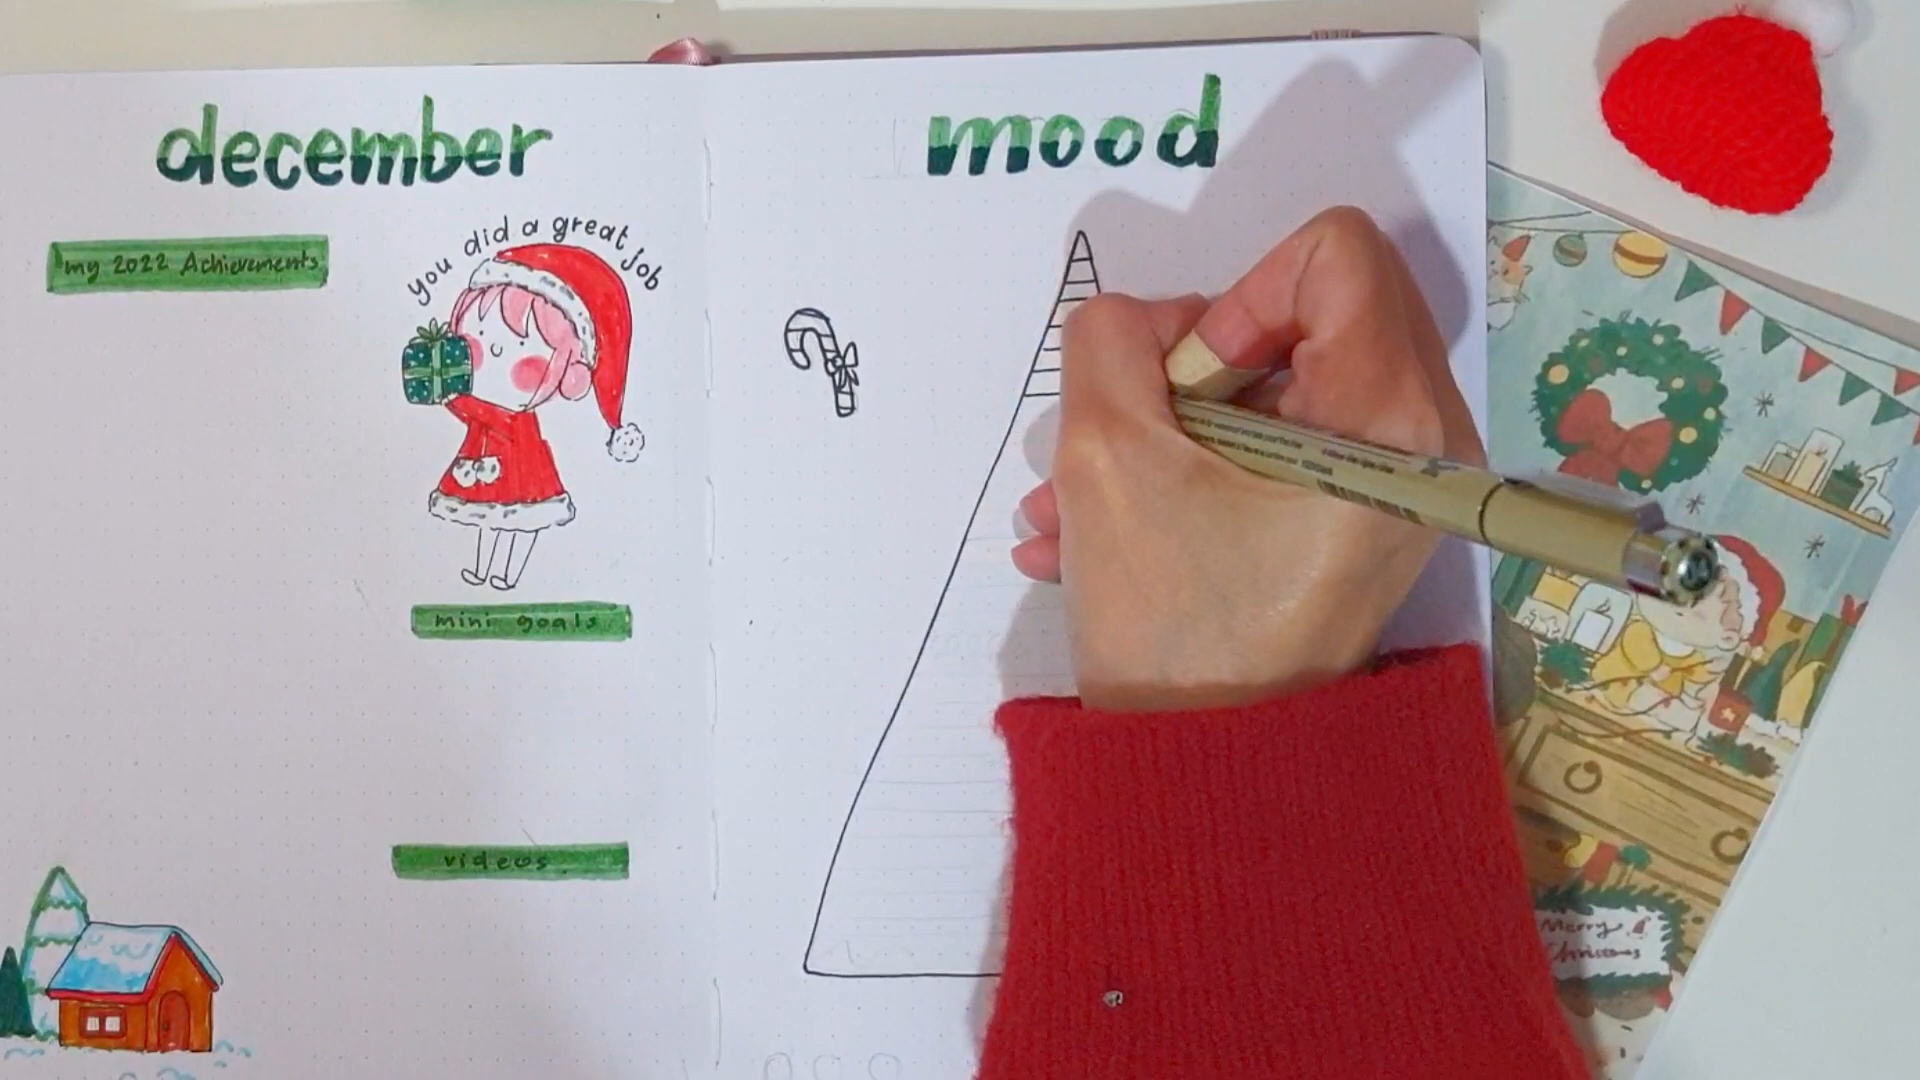 december
mood
you did a great job
my 2022 Achievements
mini goals
videos
Merry
Christmas